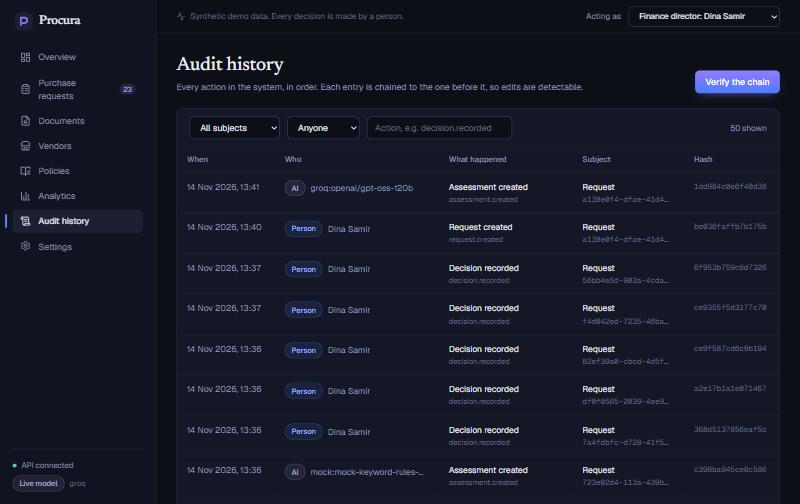 Procura
Synthetic demo data. Every decision is made by a person.
Acting as
Finance director: Dina Samir
Overview
Purchase
requests
23
Documents
Vendors
Policies
Analytics
Audit history
Settings
API connected
Live model groq
Audit history
Every action in the system, in order. Each entry is chained to the one before it, so edits are detectable.
Verify the chain
All subjects Anyone Action, e.g. decision.recorded 50 shown
When Who What happened Subject Hash
14 Nov 2026, 13:41 AI groq:openai/gpt-oss-120b Assessment created Request 1dd984c0e6f40d38
assessment.created a138e0f4-dfae-41d4…
14 Nov 2026, 13:40 Person Dina Samir Request created Request be036faffb7b175b
request.created a138e0f4-dfae-41d4…
14 Nov 2026, 13:37 Person Dina Samir Decision recorded Request 6f953b759c6d7326
decision.recorded 56bb4e5d-903a-4cda…
14 Nov 2026, 13:37 Person Dina Samir Decision recorded Request ce9355f5d3177c70
decision.recorded f4d042ed-7235-46ba…
14 Nov 2026, 13:36 Person Dina Samir Decision recorded Request ce9f587cd6c9b194
decision.recorded 82ef39a0-cbcd-4d5f…
14 Nov 2026, 13:36 Person Dina Samir Decision recorded Request a2e17b1a1e071467
decision.recorded df0f0565-2039-4ee9…
14 Nov 2026, 13:36 Person Dina Samir Decision recorded Request 368d5137856eaf5c
decision.recorded 7a4fdbfc-d728-41f5…
14 Nov 2026, 13:36 AI mock:mock-keyword-rules-… Assessment created Request c398ba945ce8c586
assessment.created 723e02d4-113a-439b…